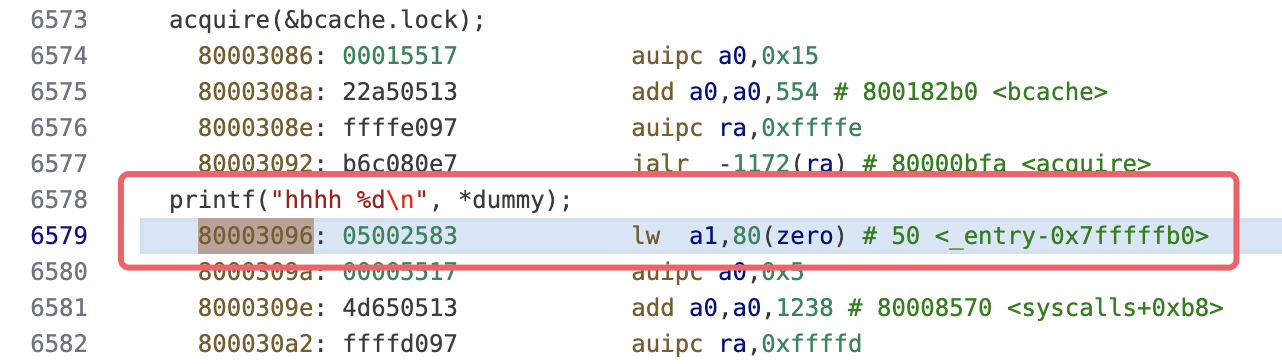 6573 acquire(&bcache.lock);
6574 80003086: 00015517 auipc a0,0x15
6575 8000308a: 22a50513 add a0,a0,554 # 800182b0 <bcache>
6576 8000308e: ffffe097 auipc ra,0xffffe
6577 80003092: b6c080e7 jalr -1172(ra) # 80000bfa <acquire>
6578 printf("hhhh %d\n", *dummy);
6579 80003096: 05002583 lw a1,80(zero) # 50 <_entry-0x7fffffb0>
6580 8000309a: 00005517 auipc a0,0x5
6581 8000309e: 4d650513 add a0,a0,1238 # 80008570 <syscalls+0xb8>
6582 800030a2: ffffd097 auipc ra,0xffffd